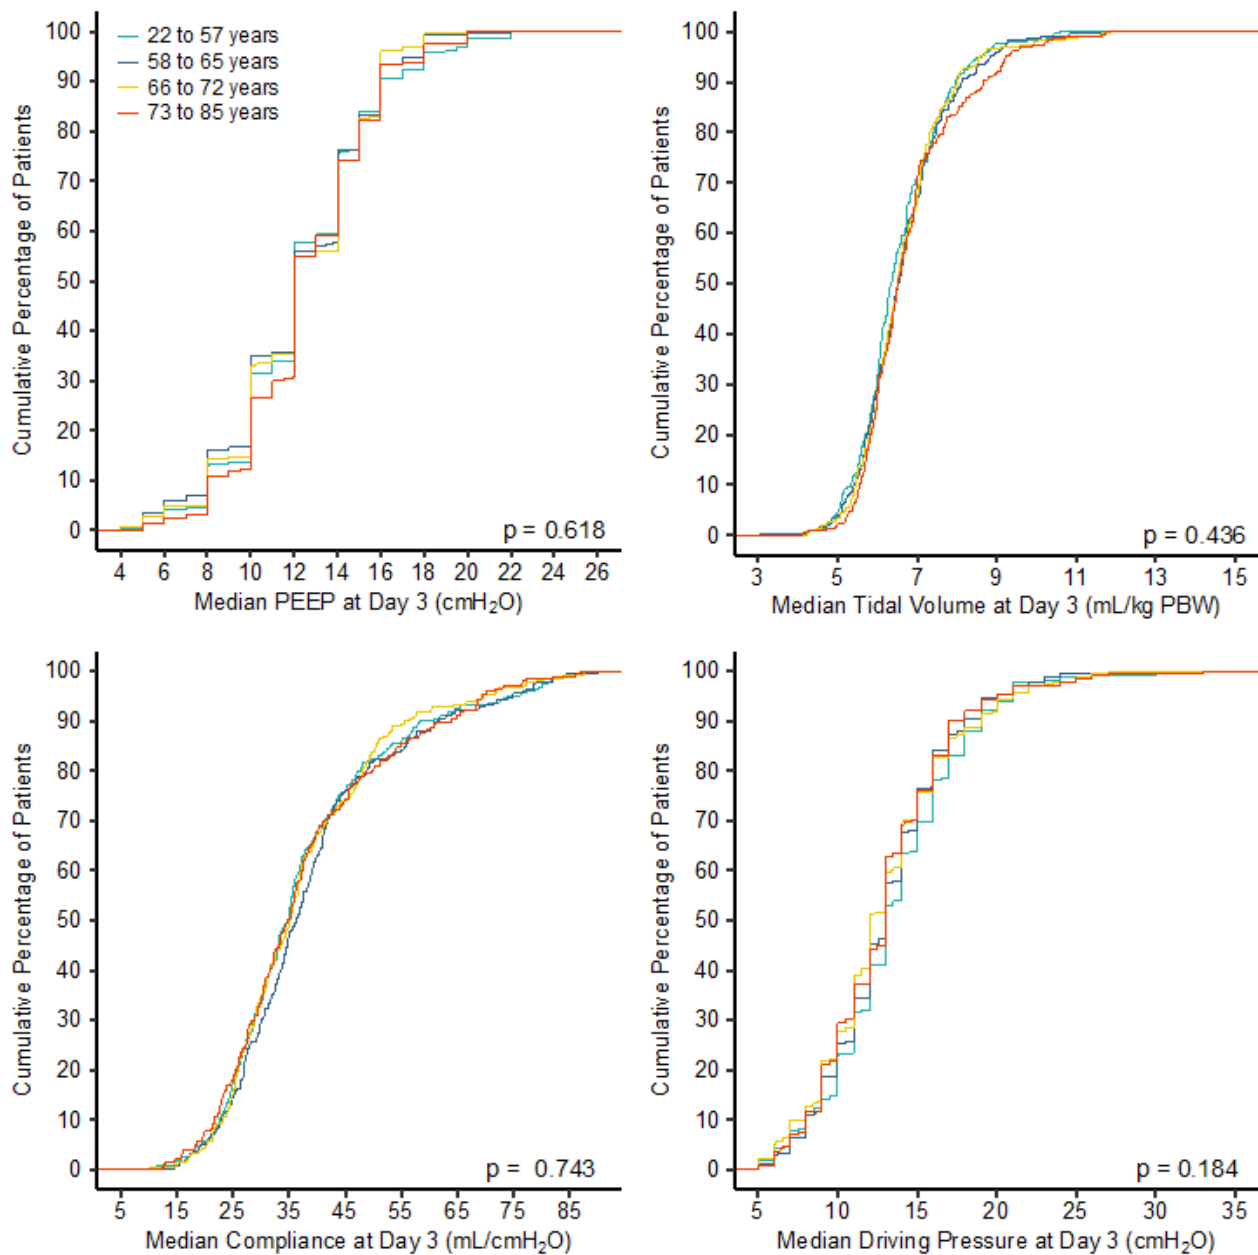 100
90
80
70
60
50
40
30
20
10
0
Cumulative Percentage of Patients
22 to 57 years
58 to 65 years
66 to 72 years
73 to 85 years
p = 0.618
4 6 8 10 12 14 16 18 20 22 24 26
Median PEEP at Day 3 (cmH₂O)
100
90
80
70
60
50
40
30
20
10
0
Cumulative Percentage of Patients
p = 0.436
3 5 7 9 11 13 15
Median Tidal Volume at Day 3 (mL/kg PBW)
100
90
80
70
60
50
40
30
20
10
0
Cumulative Percentage of Patients
p = 0.743
5 15 25 35 45 55 65 75 85
Median Compliance at Day 3 (mL/cmH₂O)
100
90
80
70
60
50
40
30
20
10
0
Cumulative Percentage of Patients
p = 0.184
5 10 15 20 25 30 35
Median Driving Pressure at Day 3 (cmH₂O)